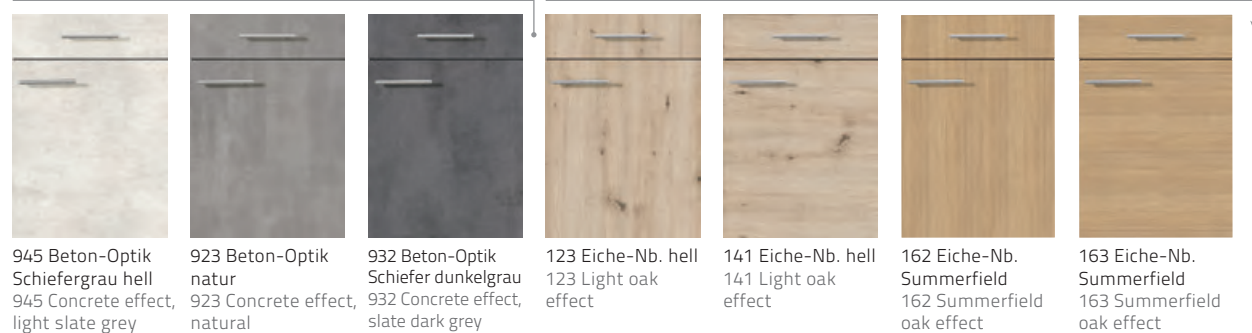 945 Beton-Optik
Schiefergrau hell
945 Concrete effect,
light slate grey
923 Beton-Optik
natur
923 Concrete effect,
natural
932 Beton-Optik
Schiefer dunkelgrau
932 Concrete effect,
slate dark grey
123 Eiche-Nb. hell
123 Light oak
effect
141 Eiche-Nb. hell
141 Light oak
effect
162 Eiche-Nb.
Summerfield
162 Summerfield
oak effect
163 Eiche-Nb.
Summerfield
163 Summerfield
oak effect